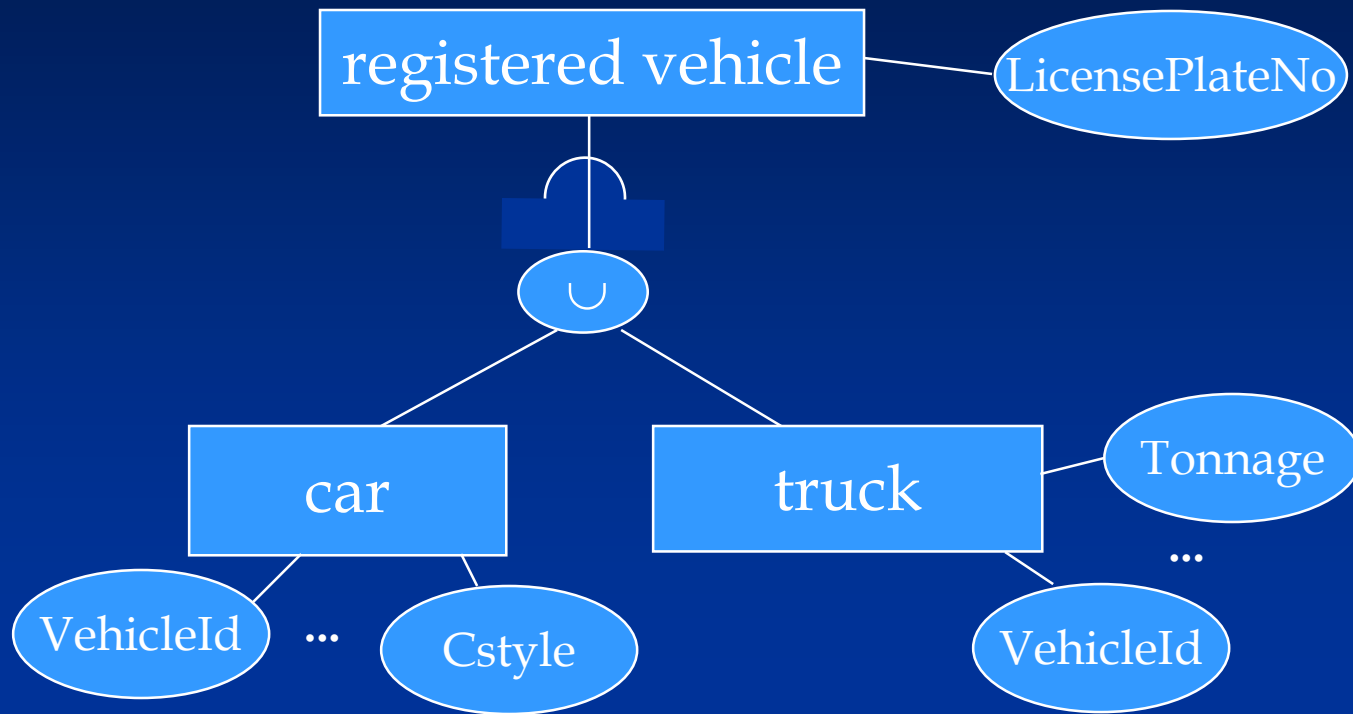 registered vehicle
LicensePlateNo
∪
car
truck
Tonnage
...
VehicleId
...
Cstyle
VehicleId